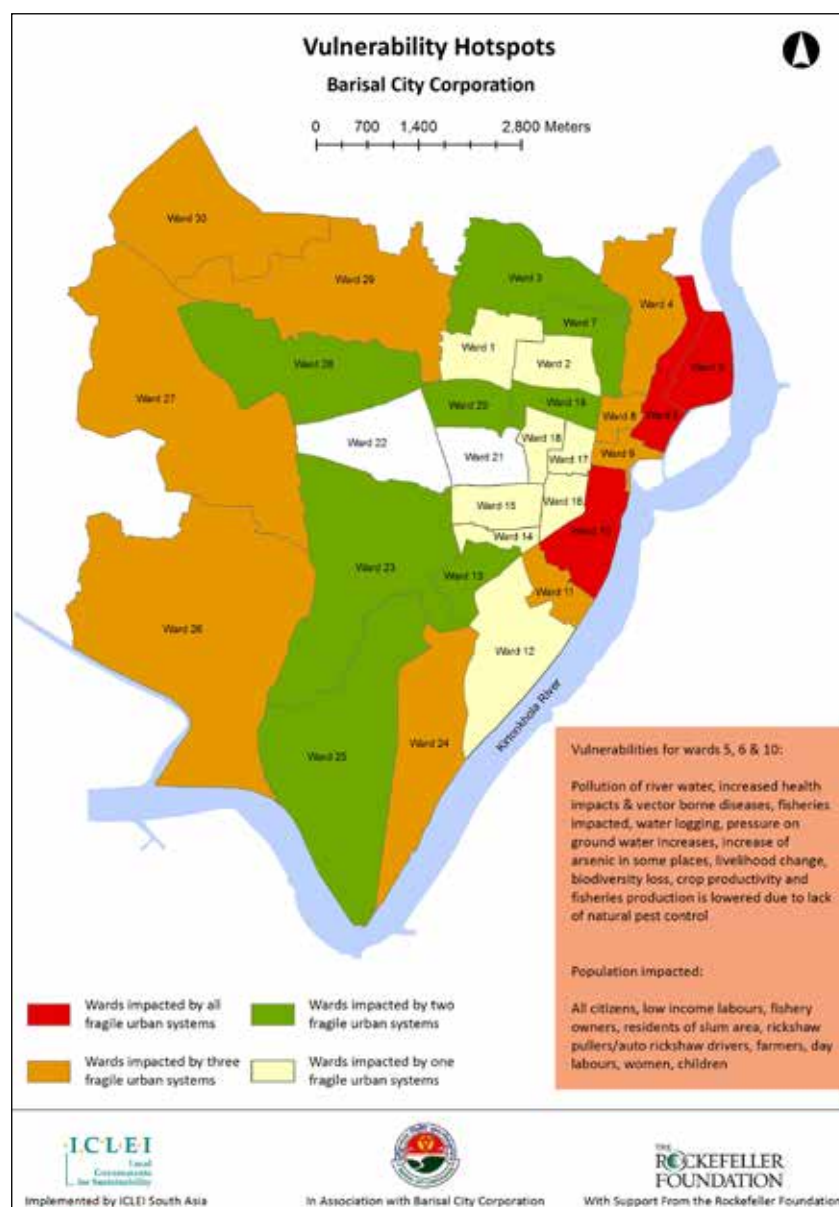 Vulnerability Hotspots
Barisal City Corporation
0 700 1,400 2,800 Meters
Ward 30
Ward 3
Ward 29
Ward 4
Ward 7
Ward 1
Ward 2
Ward 28
Ward 5
Ward 27
Ward 20
Ward 19
Ward 8
Ward 22
Ward 18
Ward 21
Ward 17
Ward 9
Ward 15
Ward 16
Ward 10
Ward 14
Ward 23
Ward 13
Ward 11
Ward 26
Ward 12
Ward 24
Ward 25
Kirtonkhola River
Vulnerabilities for wards 5, 6 & 10:
Pollution of river water, increased health
impacts & vector borne diseases, fisheries
impacted, water logging, pressure on
ground water increases, increase of
arsenic in some places, livelihood change,
biodiversity loss, crop productivity and
fisheries production is lowered due to lack
of natural pest control
Population impacted:
All citizens, low income labours, fishery
owners, residents of slum area, rickshaw
pullers/auto rickshaw drivers, farmers, day
labours, women, children
Wards impacted by all
fragile urban systems
Wards impacted by two
fragile urban systems
Wards impacted by three
fragile urban systems
Wards impacted by one
fragile urban systems
I.C.L.E.I
Local
Governments
for Sustainability
THE
ROCKEFELLER
FOUNDATION
Implemented by ICLEI South Asia
In Association with Barisal City Corporation
With Support From the Rockefeller Foundation